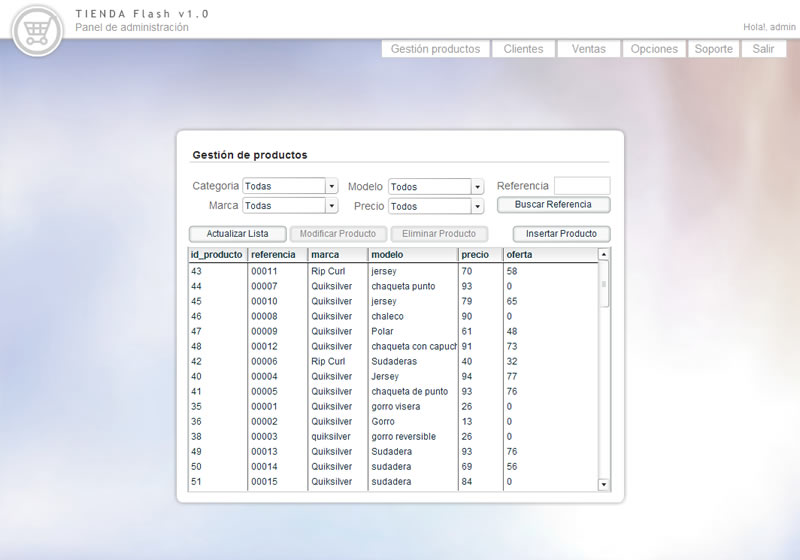 TIENDA Flash v1.0
Panel de administración
Hola!, admin
Gestión productos Clientes Ventas Opciones Soporte Salir
Gestión de productos
Categoria Todas Modelo Todos Referencia
Marca Todas Precio Todos Buscar Referencia
Actualizar Lista Modificar Producto Eliminar Producto Insertar Producto
id_producto referencia marca modelo precio oferta
43 00011 Rip Curl jersey 70 58
44 00007 Quiksilver chaqueta punto 93 0
45 00010 Quiksilver jersey 79 65
46 00008 Quiksilver chaleco 90 0
47 00009 Quiksilver Polar 61 48
48 00012 Quiksilver chaqueta con capuch 91 73
42 00006 Rip Curl Sudaderas 40 32
40 00004 Quiksilver Jersey 94 77
41 00005 Quiksilver chaqueta de punto 93 76
35 00001 Quiksilver gorro visera 26 0
36 00002 Quiksilver Gorro 13 0
38 00003 quiksilver gorro reversible 26 0
49 00013 Quiksilver Sudadera 93 76
50 00014 Quiksilver sudadera 69 56
51 00015 Quiksilver sudadera 84 0